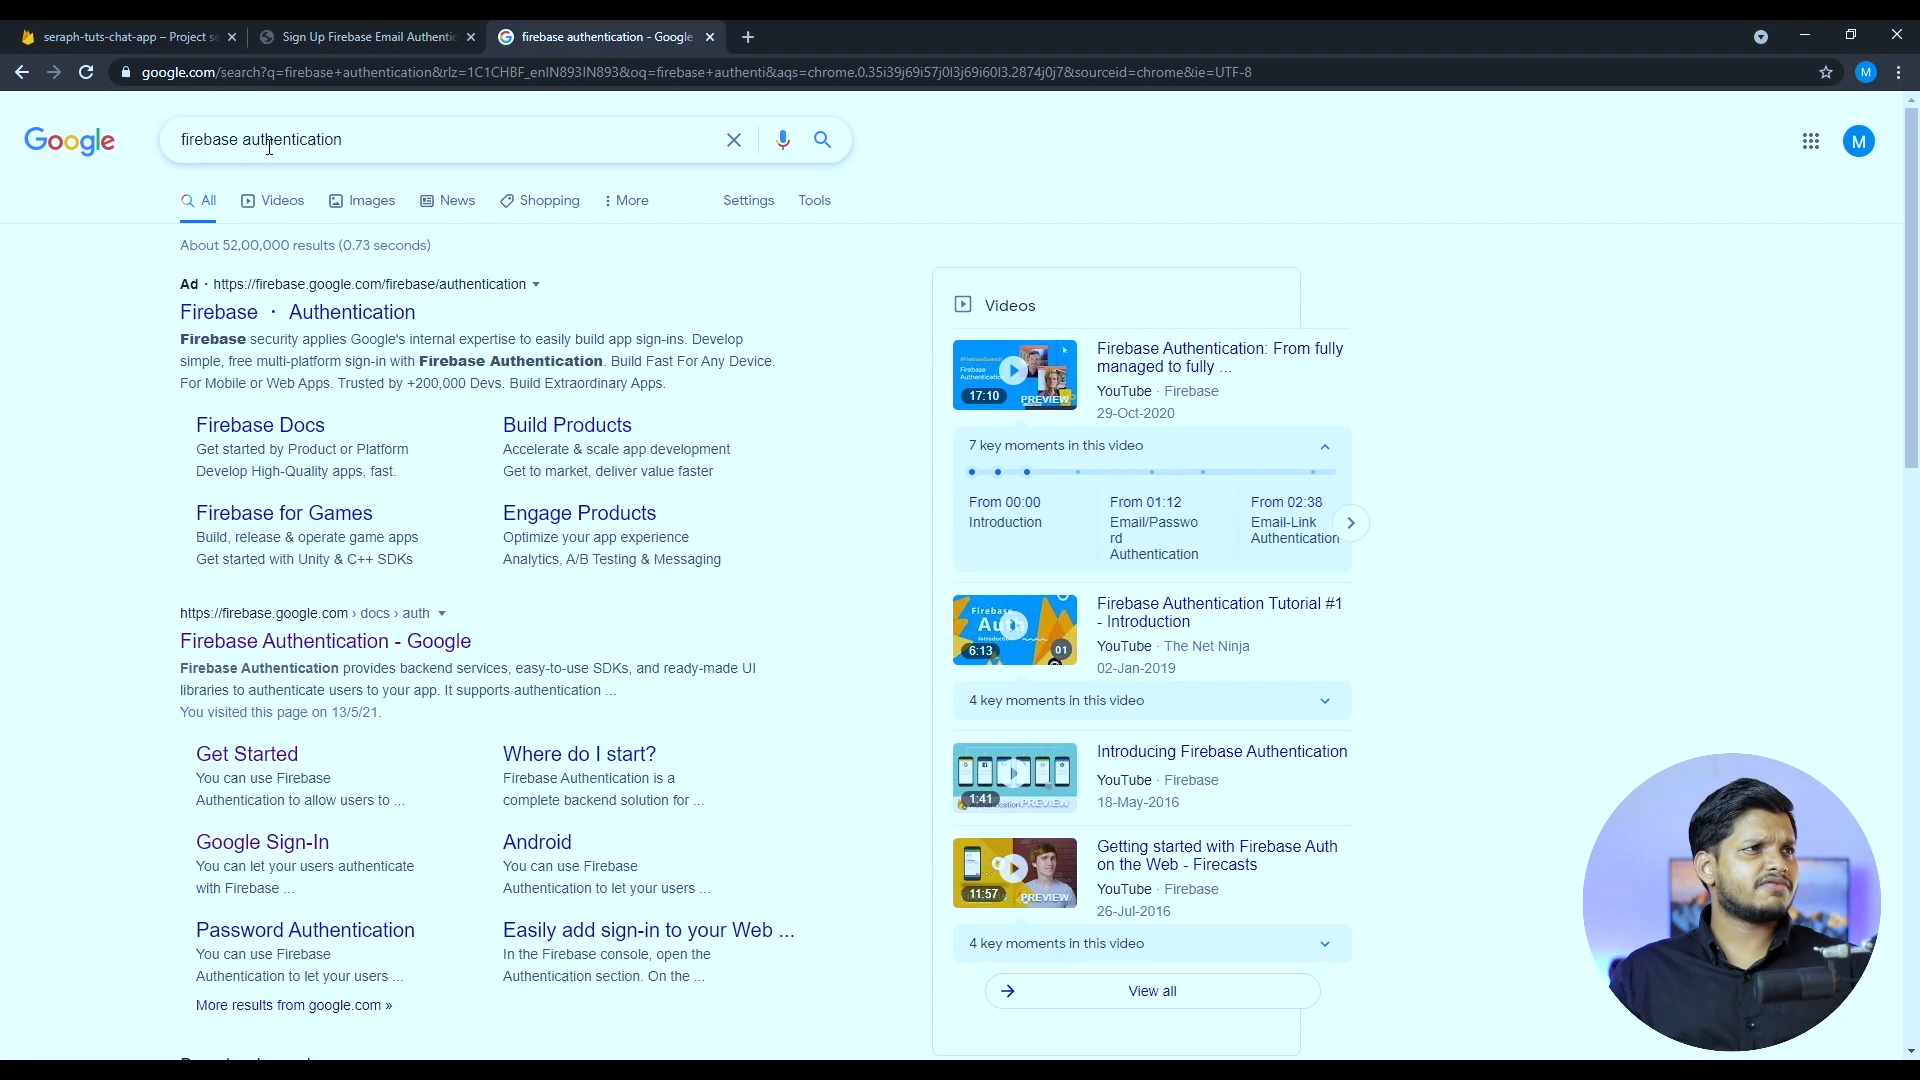 seraph-tuts-chat-app – Project s
Sign Up Firebase Email Authentic
firebase authentication - Google
google.com/search?q=firebase+authentication&rlz=1C1CHBF_enIN893IN893&oq=firebase+authenti&aqs=chrome.0.35i39j69i57j0l3j69i60l3.2874j0j7&sourceid=chrome&ie=UTF-8
M
Google
firebase authentication
M
All
Videos
Images
News
Shopping
More
Settings
Tools
About 52,00,000 results (0.73 seconds)
Ad · https://firebase.google.com/firebase/authentication
Firebase · Authentication
Firebase security applies Google's internal expertise to easily build app sign-ins. Develop
simple, free multi-platform sign-in with Firebase Authentication. Build Fast For Any Device.
For Mobile or Web Apps. Trusted by +200,000 Devs. Build Extraordinary Apps.
Firebase Docs
Get started by Product or Platform
Develop High-Quality apps, fast.
Build Products
Accelerate & scale app development
Get to market, deliver value faster
Firebase for Games
Build, release & operate game apps
Get started with Unity & C++ SDKs
Engage Products
Optimize your app experience
Analytics, A/B Testing & Messaging
https://firebase.google.com › docs › auth
Firebase Authentication - Google
Firebase Authentication provides backend services, easy-to-use SDKs, and ready-made UI
libraries to authenticate users to your app. It supports authentication ...
You visited this page on 13/5/21.
Get Started
You can use Firebase
Authentication to allow users to ...
Where do I start?
Firebase Authentication is a
complete backend solution for ...
Google Sign-In
You can let your users authenticate
with Firebase ...
Android
You can use Firebase
Authentication to let your users ...
Password Authentication
You can use Firebase
Authentication to let your users ...
Easily add sign-in to your Web ...
In the Firebase console, open the
Authentication section. On the ...
More results from google.com »
Videos
17:10
PREVIEW
Firebase Authentication: From fully
managed to fully ...
YouTube · Firebase
29-Oct-2020
7 key moments in this video
From 00:00
Introduction
From 01:12
Email/Passwo
rd
Authentication
From 02:38
Email-Link
Authentication
Firebase
Auth
6:13
01
Firebase Authentication Tutorial #1
- Introduction
YouTube · The Net Ninja
02-Jan-2019
4 key moments in this video
1:41
PREVIEW
Introducing Firebase Authentication
YouTube · Firebase
18-May-2016
11:57
PREVIEW
Getting started with Firebase Auth
on the Web - Firecasts
YouTube · Firebase
26-Jul-2016
4 key moments in this video
View all